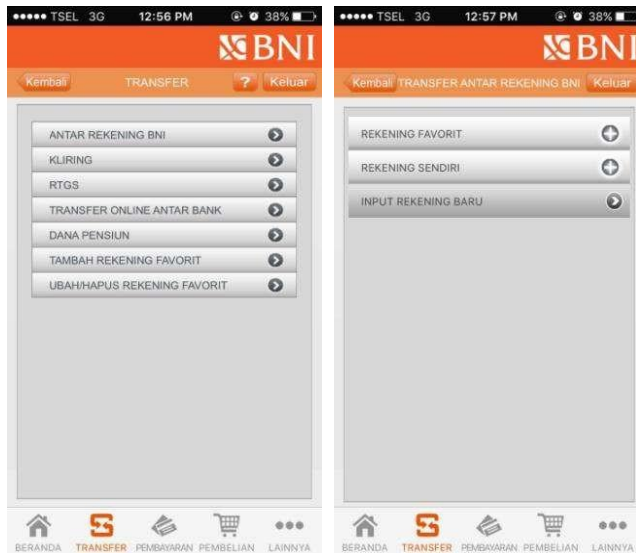 TSEL 3G 12:56 PM 38%
BNI
Kembali TRANSFER ? Keluar
ANTAR REKENING BNI
KLIRING
RTGS
TRANSFER ONLINE ANTAR BANK
DANA PENSIUN
TAMBAH REKENING FAVORIT
UBAH/HAPUS REKENING FAVORIT
BERANDA TRANSFER PEMBAYARAN PEMBELIAN LAINNYA
TSEL 3G 12:57 PM 38%
BNI
Kembali TRANSFER ANTAR REKENING BNI Keluar
REKENING FAVORIT
REKENING SENDIRI
INPUT REKENING BARU
BERANDA TRANSFER PEMBAYARAN PEMBELIAN LAINNYA